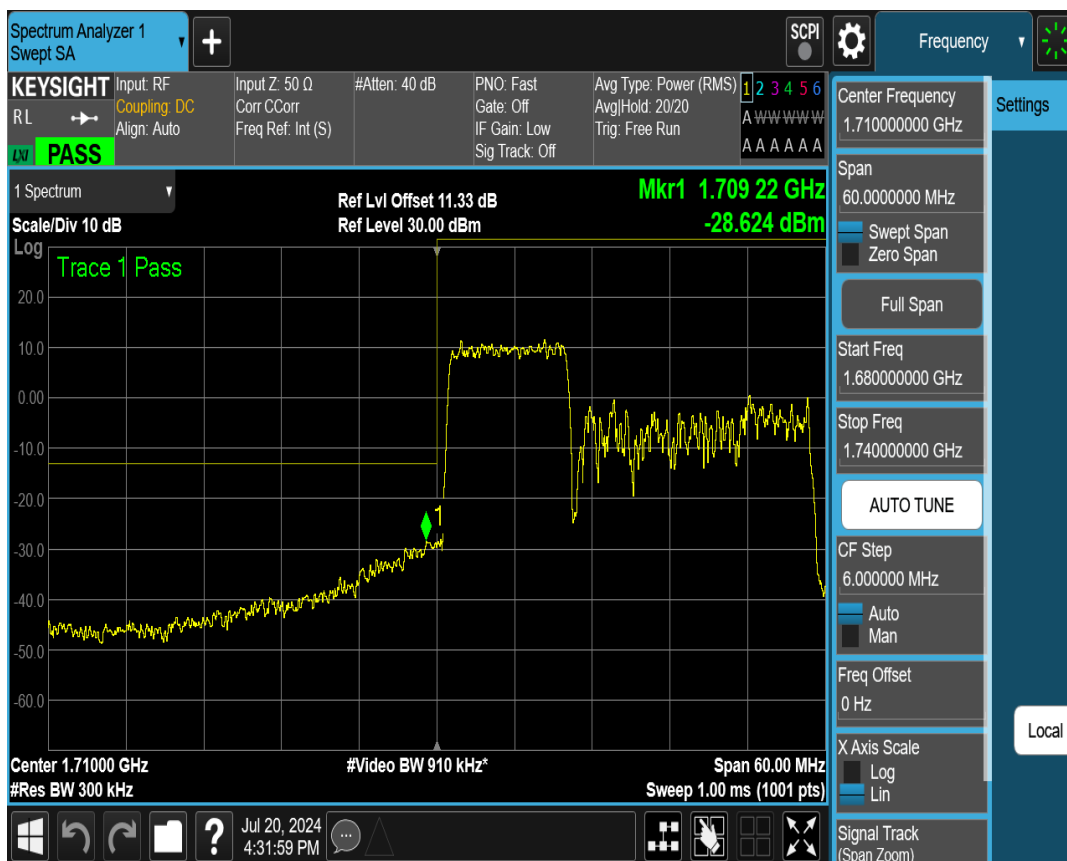 Spectrum Analyzer 1
Swept SA
SCPI
Frequency
KEYSIGHT
RL
LXI
PASS
Input: RF
Coupling: DC
Align: Auto
Input Z: 50 Ω
Corr CCorr
Freq Ref: Int (S)
#Atten: 40 dB
PNO: Fast
Gate: Off
IF Gain: Low
Sig Track: Off
Avg Type: Power (RMS)
Avg|Hold: 20/20
Trig: Free Run
1 2 3 4 5 6
A W W W W W
A A A A A A
1 Spectrum
Scale/Div 10 dB
Ref Lvl Offset 11.33 dB
Ref Level 30.00 dBm
Mkr1 1.709 22 GHz
-28.624 dBm
Log
Trace 1 Pass
20.0
10.0
0.00
-10.0
-20.0
-30.0
-40.0
-50.0
-60.0
1
Center 1.71000 GHz
#Res BW 300 kHz
#Video BW 910 kHz*
Span 60.00 MHz
Sweep 1.00 ms (1001 pts)
Jul 20, 2024
4:31:59 PM
Center Frequency
1.710000000 GHz
Span
60.0000000 MHz
Swept Span
Zero Span
Full Span
Start Freq
1.680000000 GHz
Stop Freq
1.740000000 GHz
AUTO TUNE
CF Step
6.000000 MHz
Auto
Man
Freq Offset
0 Hz
X Axis Scale
Log
Lin
Signal Track
(Span Zoom)
Settings
Local